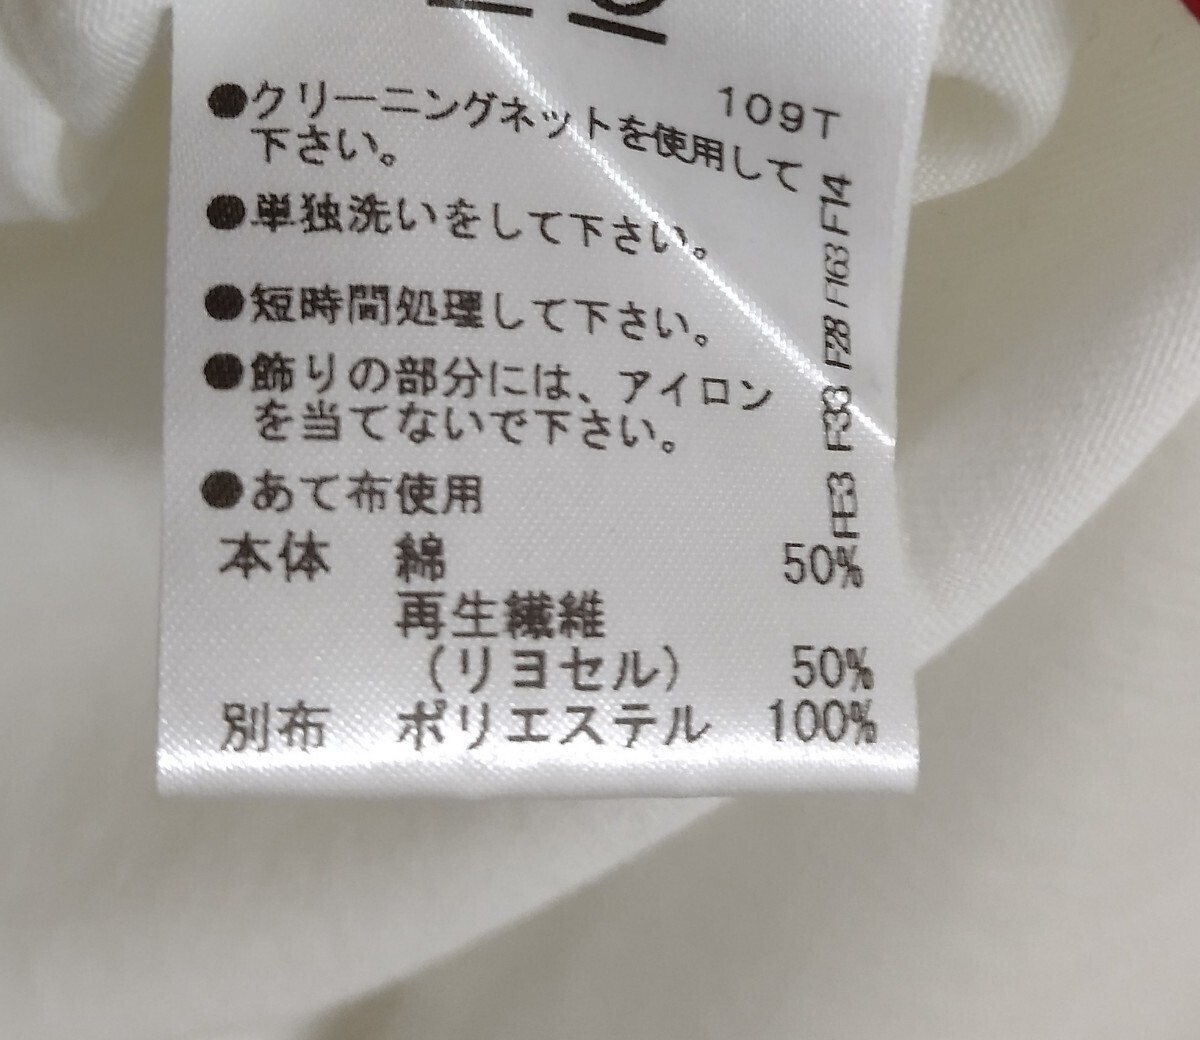 109T
●クリーニングネットを使用して
下さい。
●単独洗いをして下さい。
●短時間処理して下さい。
●飾りの部分には、アイロン
を当てないで下さい。
●あて布使用
F153 F33 F28 F163 F14
本体 綿 50%
再生繊維
(リヨセル) 50%
別布 ポリエステル 100%